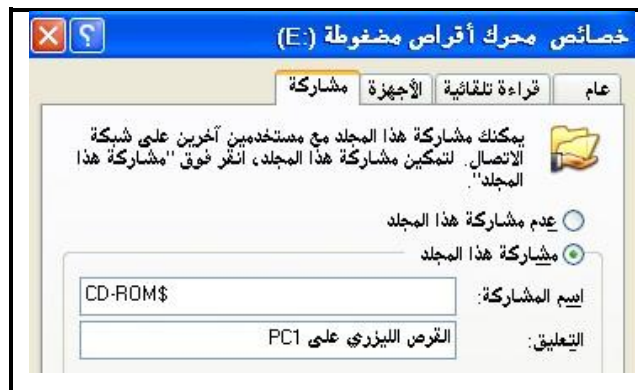 خصائص محرك أقراص مضغوطة (E:)
عام
قراءة تلقائية
الأجهزة
مشاركة
يمكنك مشاركة هذا المجلد مع مستخدمين آخرين على شبكة
الاتصال. لتمكين مشاركة هذا المجلد، انقر فوق "مشاركة هذا
المجلد".
عدم مشاركة هذا المجلد
مشاركة هذا المجلد
اسم المشاركة:
CD-ROM$
التعليق:
القرص الليزري على PC1